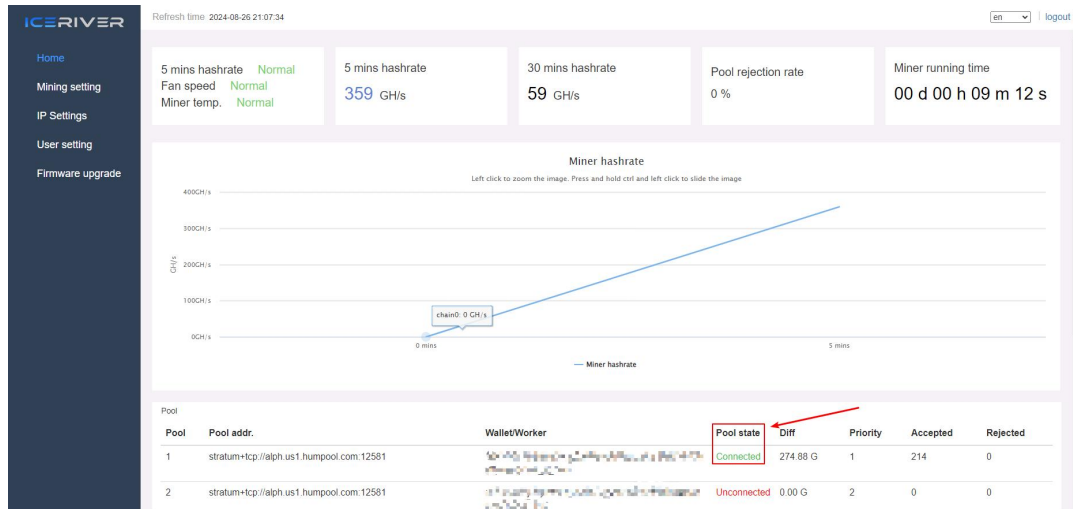 ICERIVER
Refresh time 2024-08-26 21:07:34
en
logout
Home
Mining setting
IP Settings
User setting
Firmware upgrade
5 mins hashrate Normal
Fan speed Normal
Miner temp. Normal
5 mins hashrate
359 GH/s
30 mins hashrate
59 GH/s
Pool rejection rate
0 %
Miner running time
00 d 00 h 09 m 12 s
Miner hashrate
Left click to zoom the image. Press and hold ctrl and left click to slide the image
400GH/s
300GH/s
200GH/s
100GH/s
0GH/s
GH/s
chain0: 0 GH/s
0 mins
5 mins
Miner hashrate
Pool
Pool Pool addr. Wallet/Worker Pool state Diff Priority Accepted Rejected
1 stratum+tcp://alph.us1.humpool.com:12581 Connected 274.88 G 1 214 0
2 stratum+tcp://alph.us1.humpool.com:12581 Unconnected 0.00 G 2 0 0